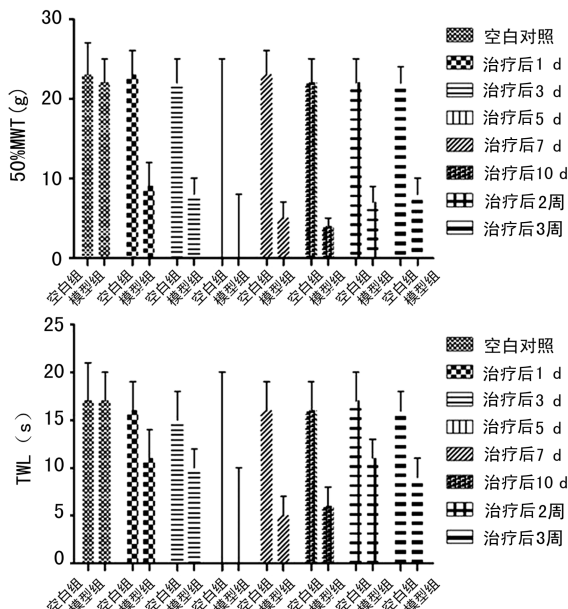 30
20
10
0
50%MWT(g)
空白组 模型组 空白组 模型组 空白组 模型组 空白组 模型组 空白组 模型组 空白组 模型组 空白组 模型组 空白组 模型组
空白对照
治疗后1 d
治疗后3 d
治疗后5 d
治疗后7 d
治疗后10 d
治疗后2周
治疗后3周
25
20
15
10
5
0
TWL（s）
空白组 模型组 空白组 模型组 空白组 模型组 空白组 模型组 空白组 模型组 空白组 模型组 空白组 模型组 空白组 模型组
空白对照
治疗后1 d
治疗后3 d
治疗后5 d
治疗后7 d
治疗后10 d
治疗后2周
治疗后3周